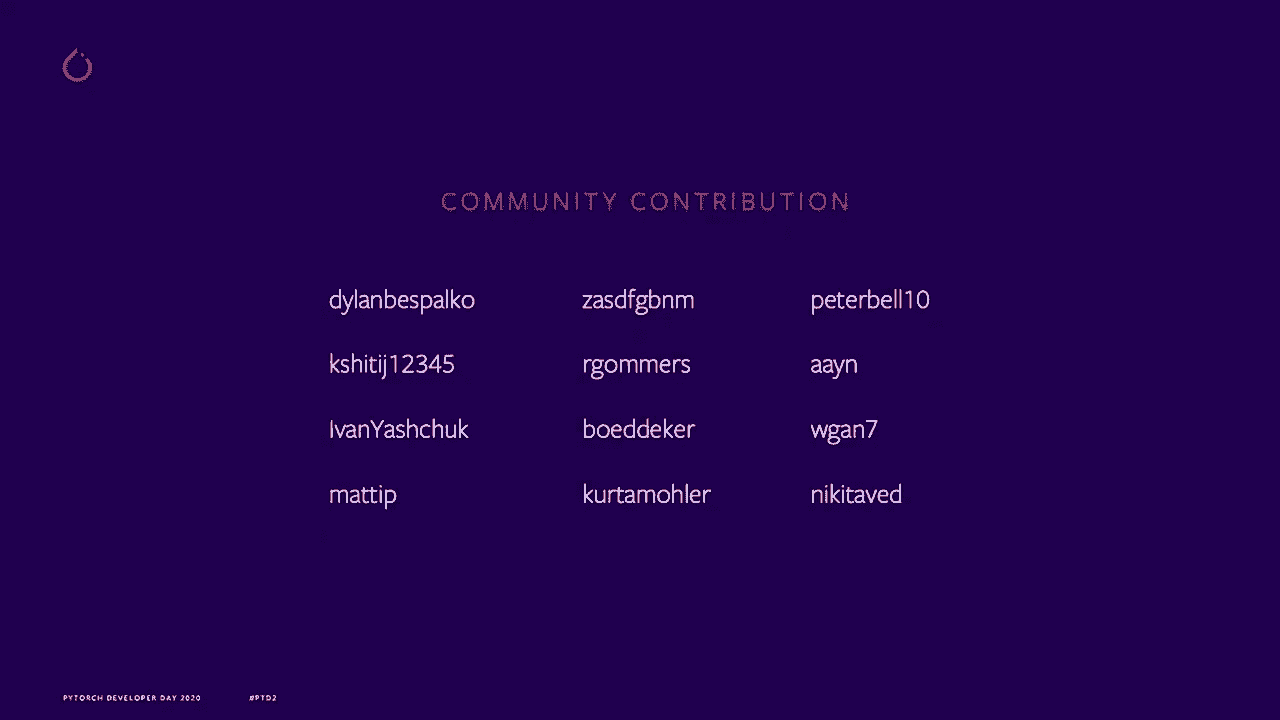 COMMUNITY CONTRIBUTION
dylanbespalko zasdfgbnm peterbell10
kshitij12345 rgommers aayn
IvanYashchuk boeddeker wgan7
mattip kurtamohler nikitaved
PYTORCH DEVELOPER DAY 2020 #PTD2